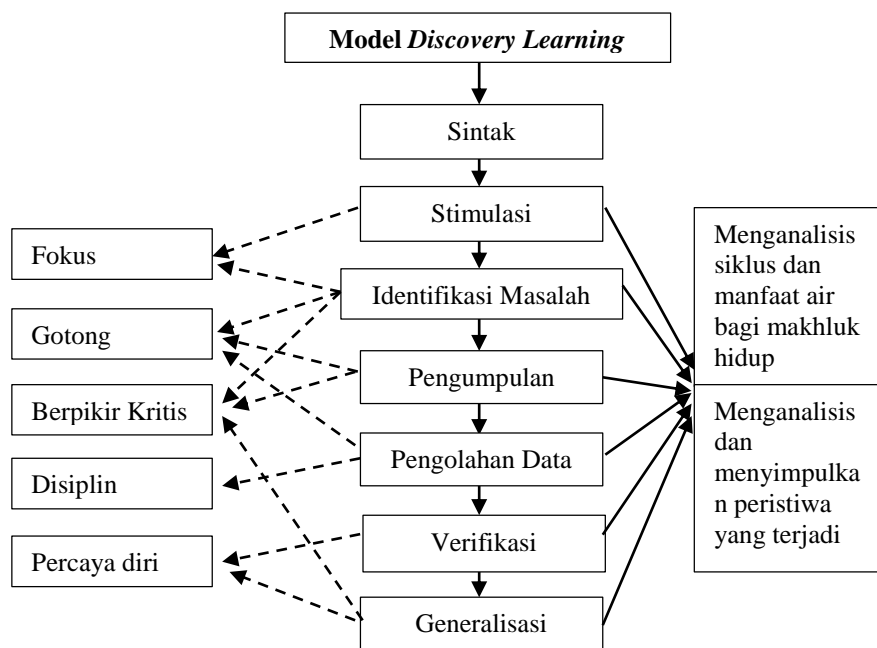 Model Discovery Learning
Sintak
Stimulasi
Identifikasi Masalah
Pengumpulan
Pengolahan Data
Verifikasi
Generalisasi
Fokus
Gotong
Berpikir Kritis
Disiplin
Percaya diri
Menganalisis
siklus dan
manfaat air
bagi makhluk
hidup
Menganalisis
dan
menyimpulka
n peristiwa
yang terjadi